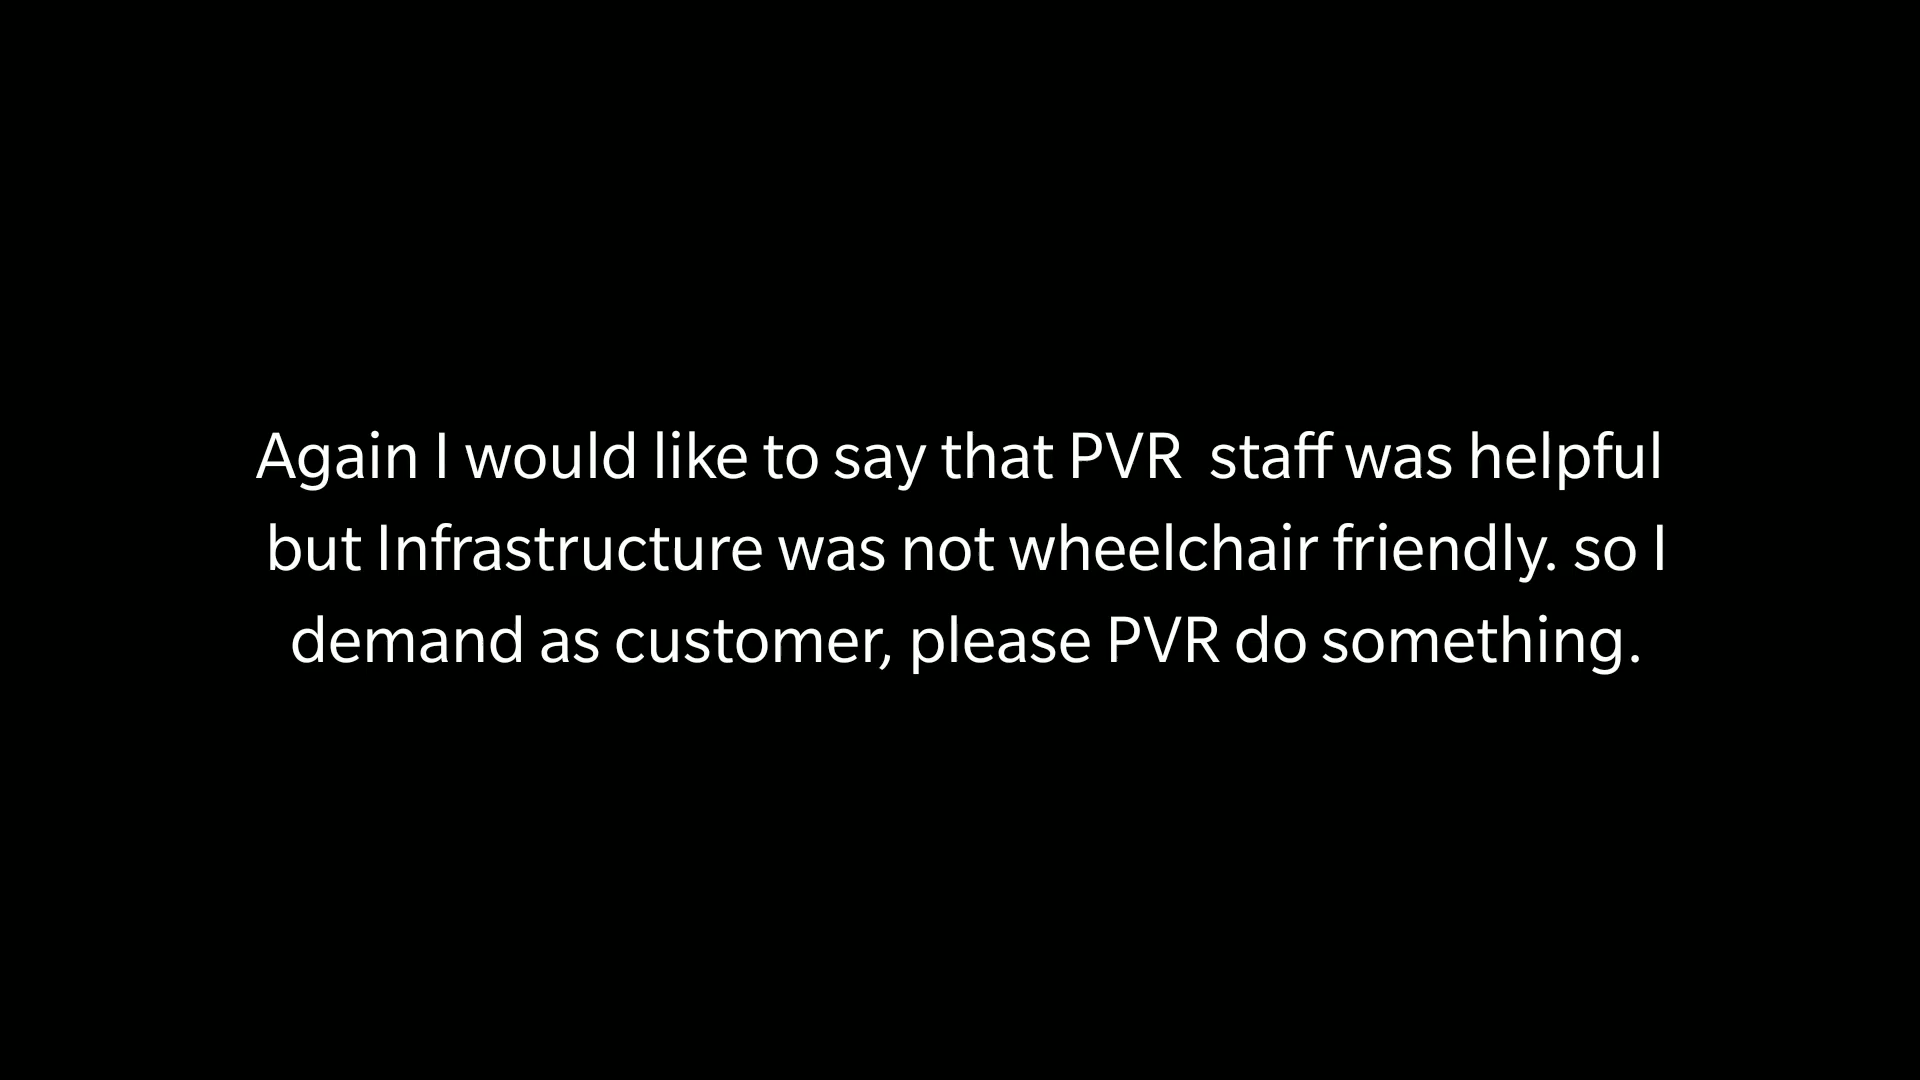 Again I would like to say that PVR  staff was helpful
but Infrastructure was not wheelchair friendly. so I
demand as customer, please PVR do something.